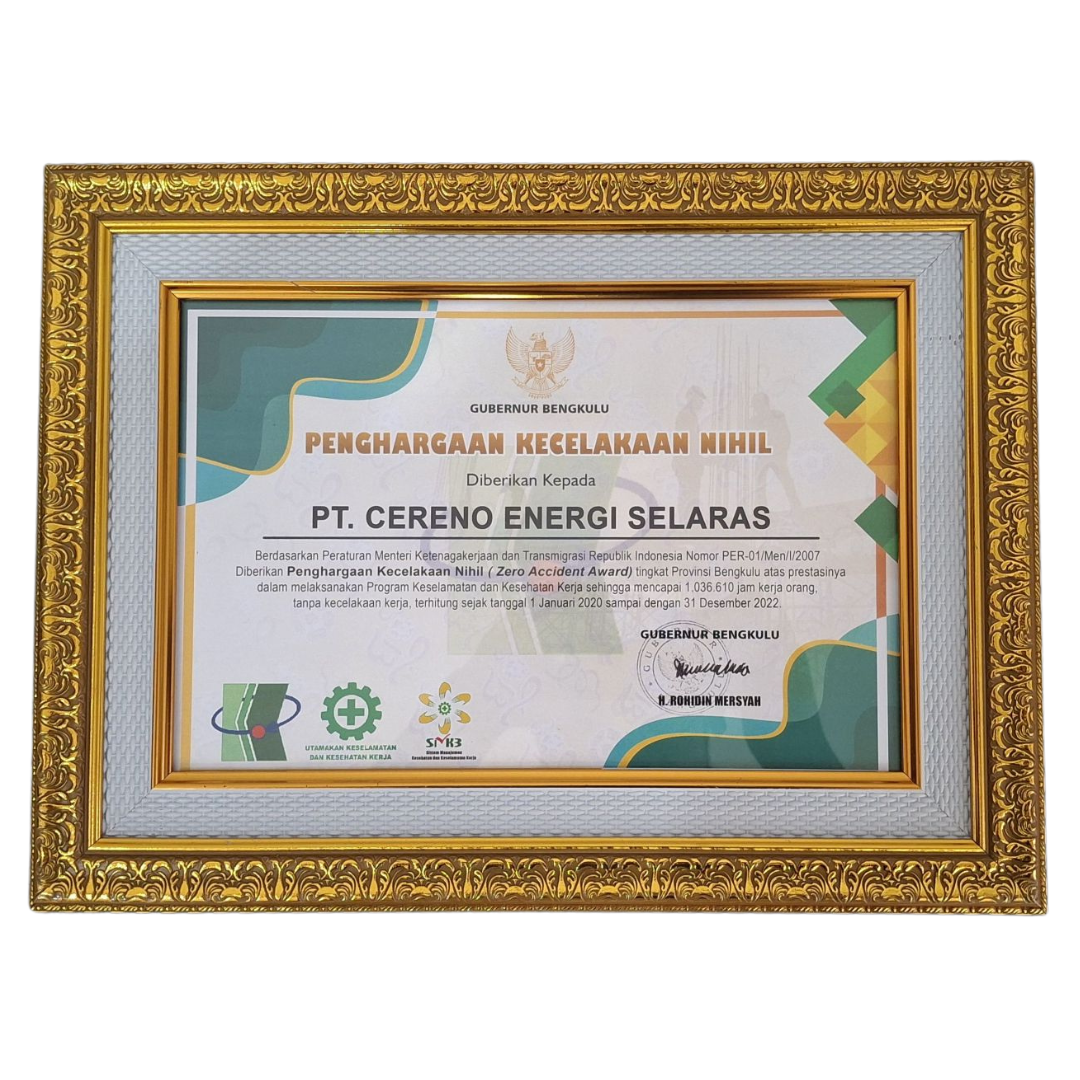 GUBERNUR BENGKULU
PENGHARGAAN KECELAKAAN NIHIL
Diberikan Kepada
PT. CERENO ENERGI SELARAS
Berdasarkan Peraturan Menteri Ketenagakerjaan dan Transmigrasi Republik Indonesia Nomor PER-01/Men/I/2007
Diberikan Penghargaan Kecelakaan Nihil ( Zero Accident Award) tingkat Provinsi Bengkulu atas prestasinya
dalam melaksanakan Program Keselamatan dan Kesehatan Kerja sehingga mencapai 1.036.610 jam kerja orang,
tanpa kecelakaan kerja, terhitung sejak tanggal 1 Januari 2020 sampai dengan 31 Desember 2022.
GUBERNUR BENGKULU
H. ROHIDIN MERSYAH
UTAMAKAN KESELAMATAN
DAN KESEHATAN KERJA
SMK3
Sistem Manajemen